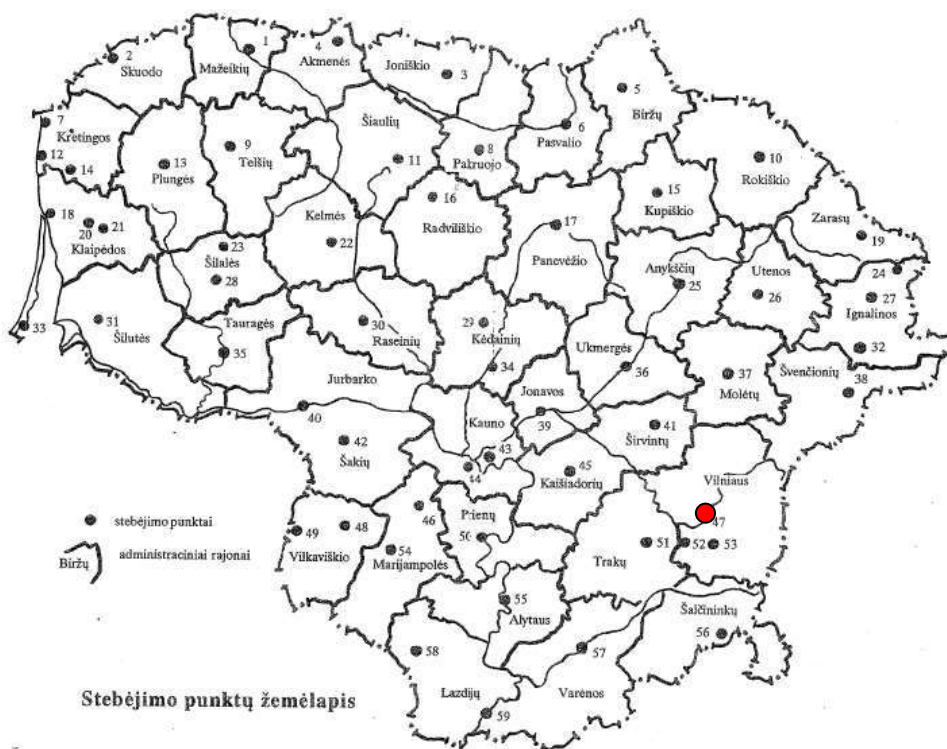 1
2
4
Skuodo
Mažeikių
Akmenės
Joniškio
3
5
Biržų
7
Kretingos
12
14
13
Plungės
9
Telšių
Šiaulių
11
8
Pakruojo
6
Pasvalio
10
Rokiškio
15
Kupiškio
16
Radviliškio
17
Panevėžio
18
20
21
Klaipėdos
Kelmės
22
23
Šilalės
28
Zarasų
19
24
Anykščių
25
Utenos
26
27
Ignalinos
33
31
Šilutės
Tauragės
35
30
Raseinių
29
Kėdainių
34
Ukmergės
36
32
37
Molėtų
Švenčionių
38
Jurbarko
40
Jonavos
39
Kauno
43
44
41
Širvintų
42
Šakių
45
Kaišiadorių
Vilniaus
47
46
49
48
Vilkaviškio
Prienų
50
54
Marijampolės
51
52
53
Trakų
stebėjimo punktai
Biržų
administraciniai rajonai
55
Alytaus
Šalčininkų
56
58
57
Lazdijų
Varėnos
59
Stebėjimo punktų žemėlapis